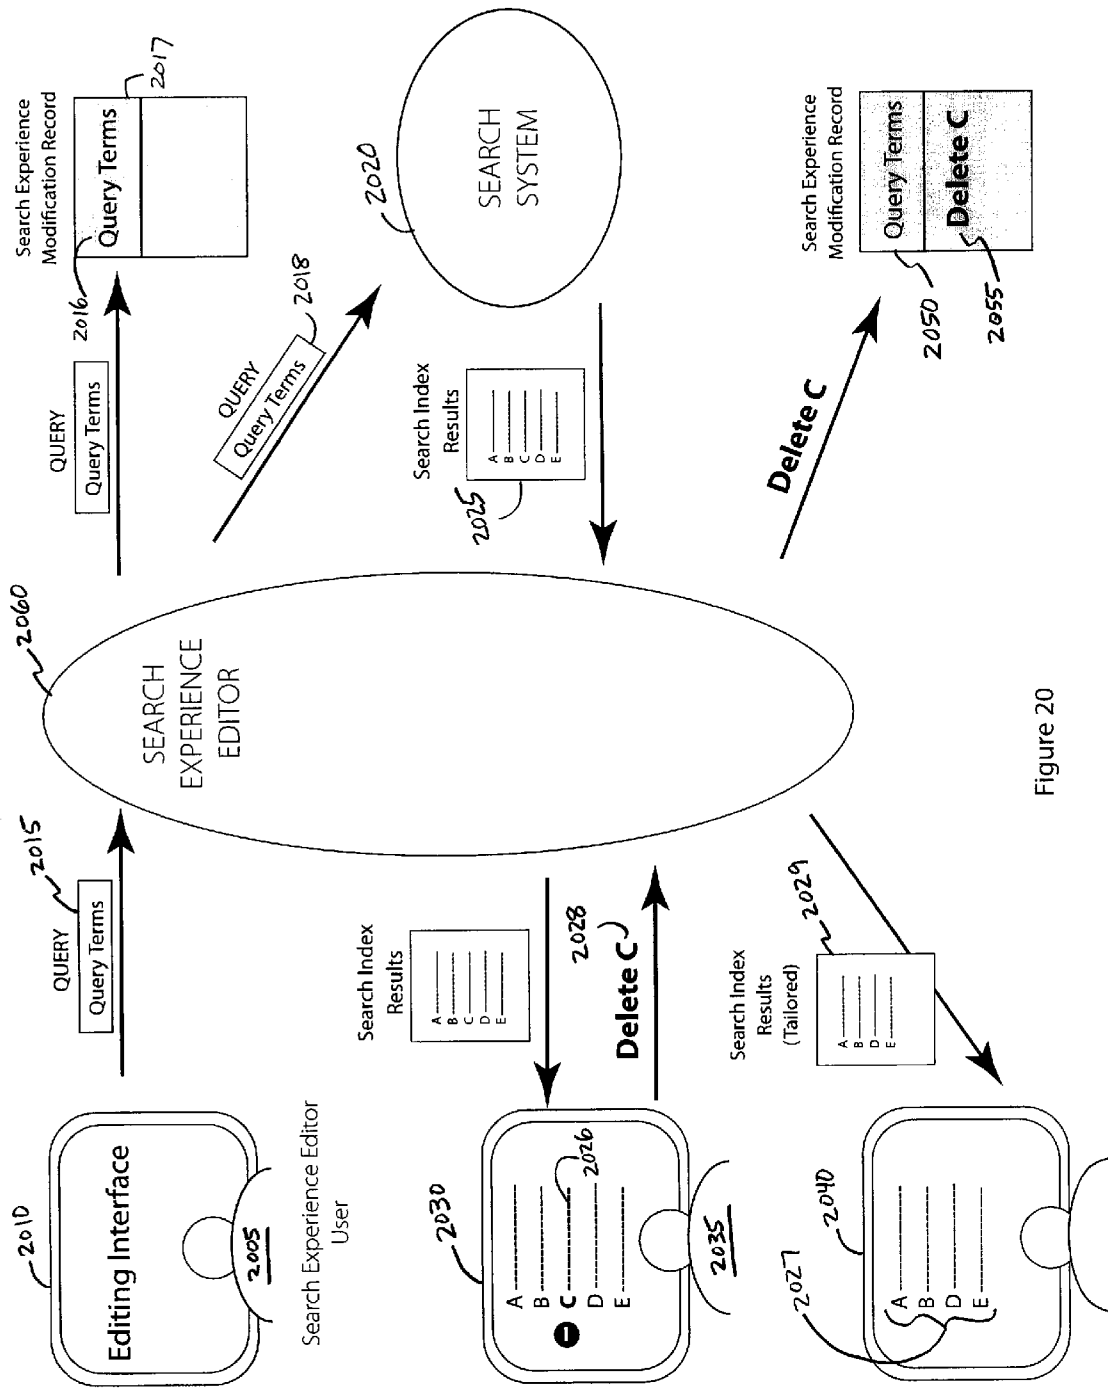 2010
Editing Interface
2005
Search Experience Editor
User
QUERY
Query Terms
2015
SEARCH
EXPERIENCE
EDITOR
2060
QUERY
Query Terms
2016
Search Experience
Modification Record
Query Terms
2017
QUERY
Query Terms
2018
2020
SEARCH
SYSTEM
Search Index
Results
A
B
C
D
E
2025
2030
A
B
C
D
E
2026
2035
Search Index
Results
A
B
C
D
E
Delete C
2028
Delete C
Search Experience
Modification Record
Query Terms
Delete C
2050
2055
2027
2040
A
B
D
E
Search Index
Results
(Tailored)
A
B
D
E
2029
Figure 20